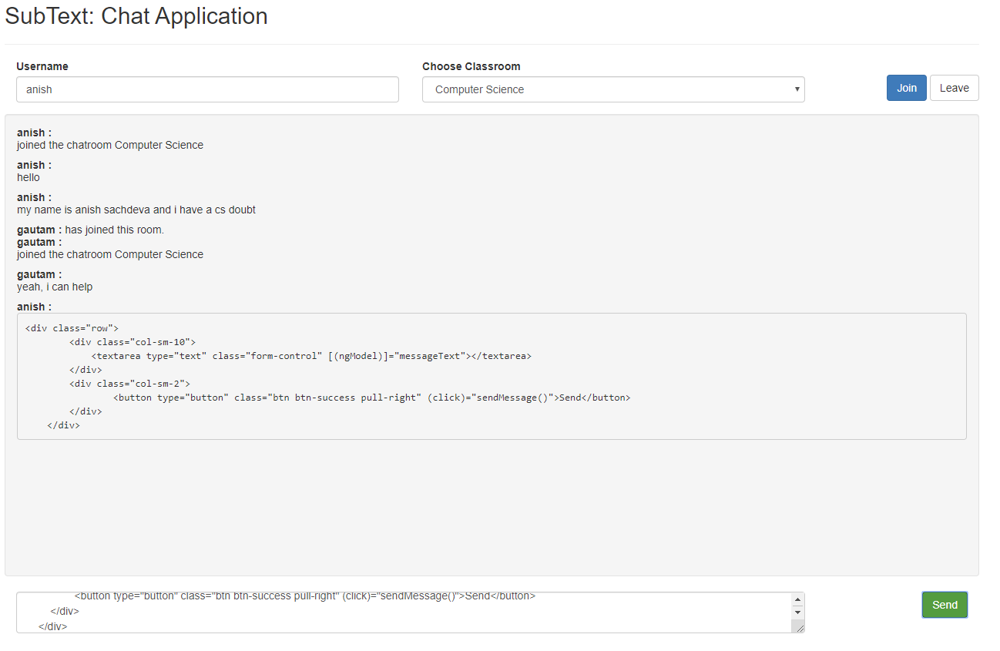 SubText: Chat Application
Username
Choose Classroom
anish
Computer Science
Join
Leave
anish :
joined the chatroom Computer Science
anish :
hello
anish :
my name is anish sachdeva and i have a cs doubt
gautam : has joined this room.
gautam :
joined the chatroom Computer Science
gautam :
yeah, i can help
anish :
<div class="row">
<div class="col-sm-10">
<textarea type="text" class="form-control" [(ngModel)]="messageText"></textarea>
</div>
<div class="col-sm-2">
<button type="button" class="btn btn-success pull-right" (click)="sendMessage()">Send</button>
</div>
</div>
<button type="button" class="btn btn-success pull-right" (click)="sendMessage()">Send</button>
</div>
</div>
Send